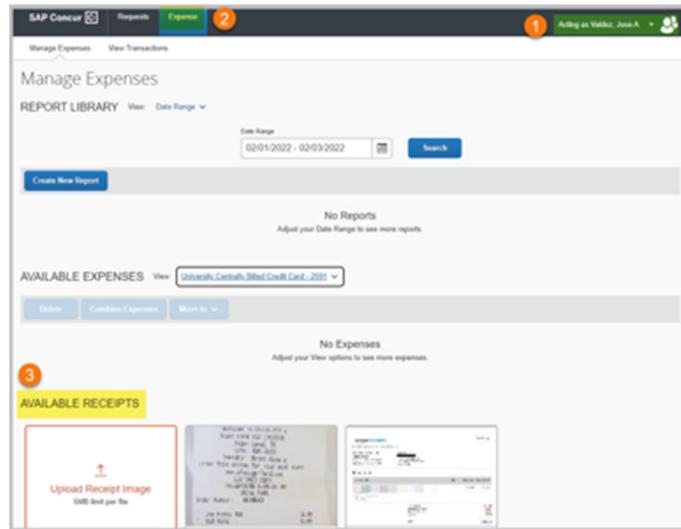 SAP Concur C Requests Expense 2 1 Acting as Valdez, Jose A
Manage Expenses View Transactions
Manage Expenses
REPORT LIBRARY View: Date Range
Date Range
02/01/2022 - 02/03/2022 Search
Create New Report
No Reports
Adjust your Date Range to see more reports.
AVAILABLE EXPENSES View: University Centrally Billed Credit Card - 2591
Delete Combine Expenses Move to
No Expenses
Adjust your View options to see more expenses.
3
AVAILABLE RECEIPTS
Upload Receipt Image
5MB limit per file